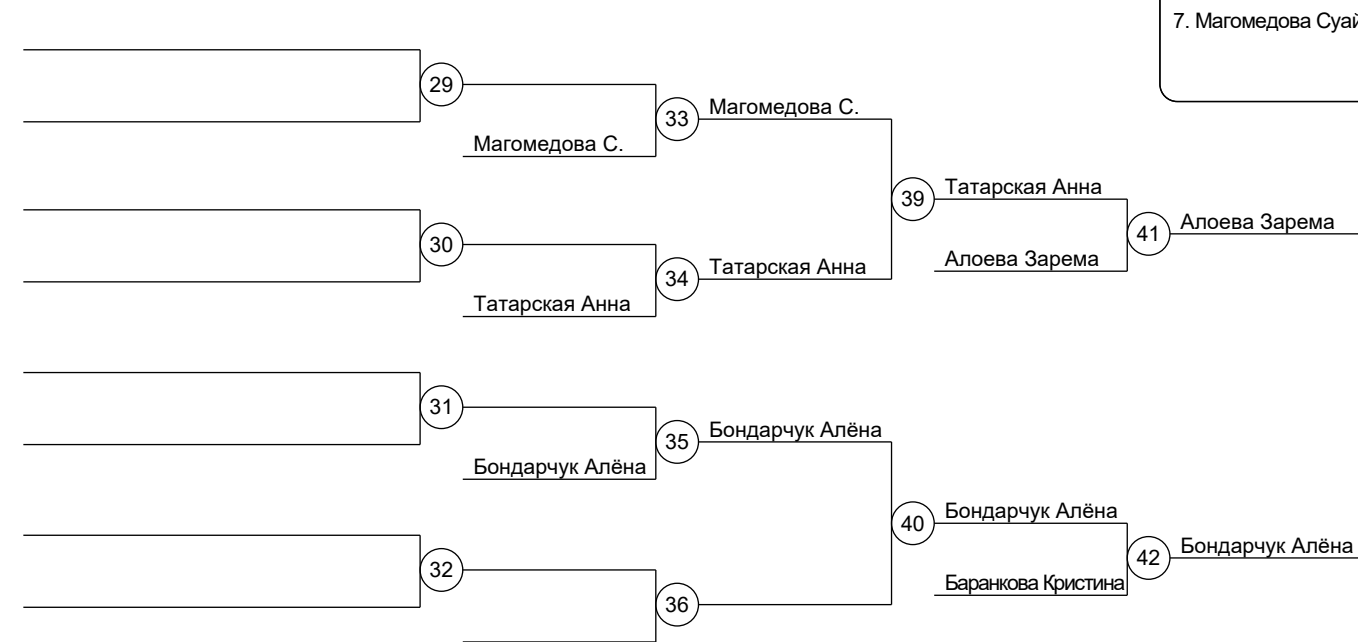 7. Магомедова Суай
29
33
Магомедова С.
Магомедова С.
39
Татарская Анна
30
34
Татарская Анна
Татарская Анна
41
Алоева Зарема
Алоева Зарема
31
35
Бондарчук Алёна
Бондарчук Алёна
40
Бондарчук Алёна
32
36
42
Бондарчук Алёна
Баранкова Кристина